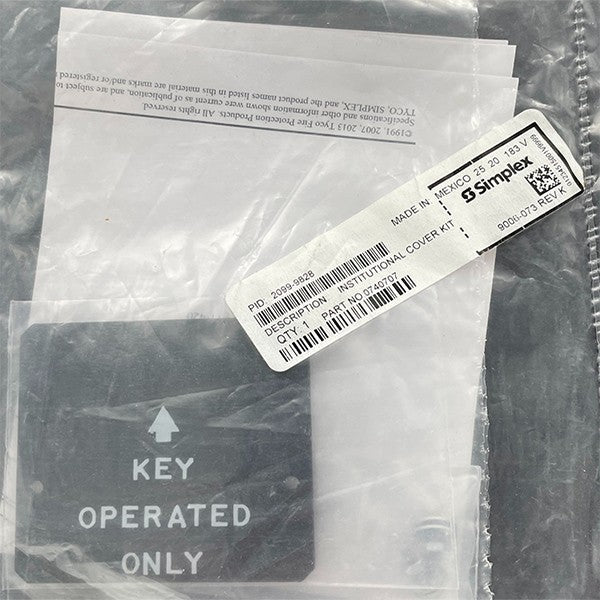 ©1991, 2007, 2013 Tyco Fire Protection Products. All rights reserved.
Specifications and other information shown were current as of publication, and are subject to
TYCO, SIMPLEX, and the product names listed in this material are marks and/or registered
MADE IN: MEXICO 25 20 183 V
Simplex
9006-073 REV K
PID: 2099-9828
DESCRIPTION INSTITUTIONAL COVER KIT
QTY: 1 PART NO.0740707
KEY
OPERATED
ONLY